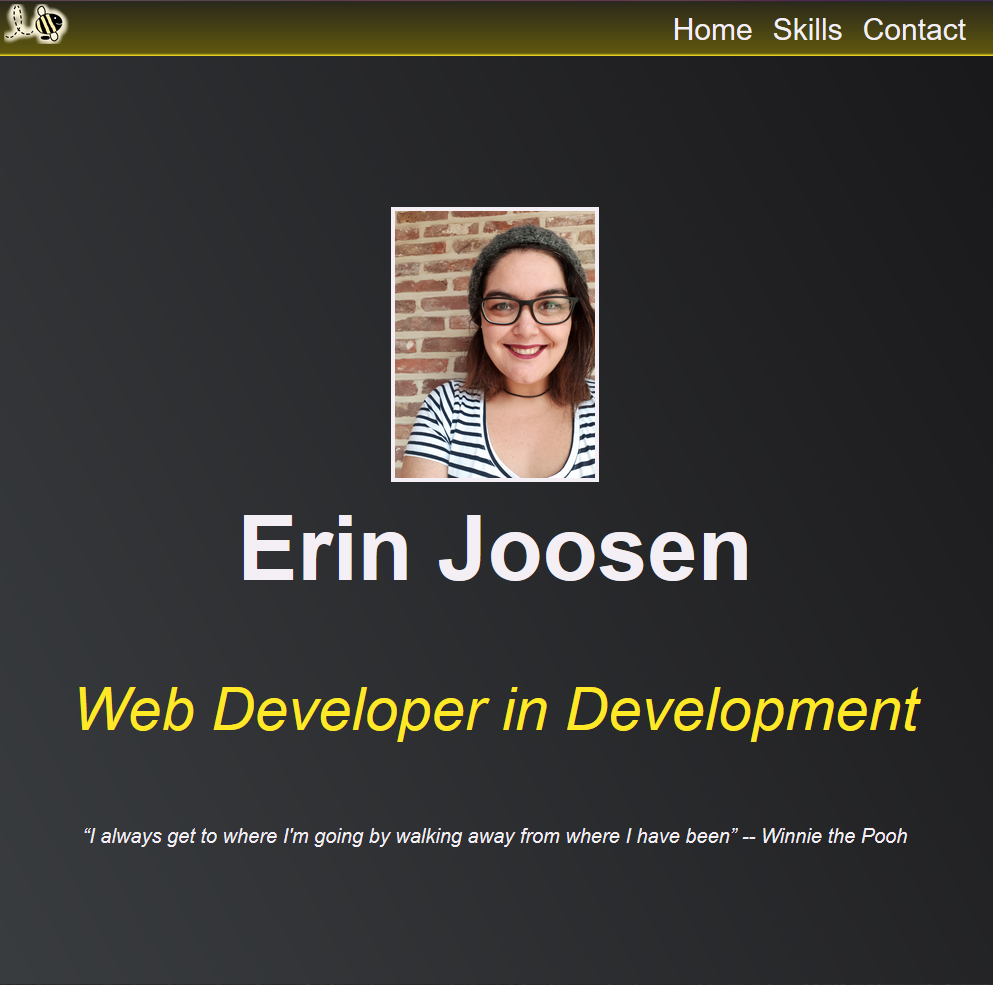 Home Skills Contact
Erin Joosen
Web Developer in Development
“I always get to where I'm going by walking away from where I have been” -- Winnie the Pooh